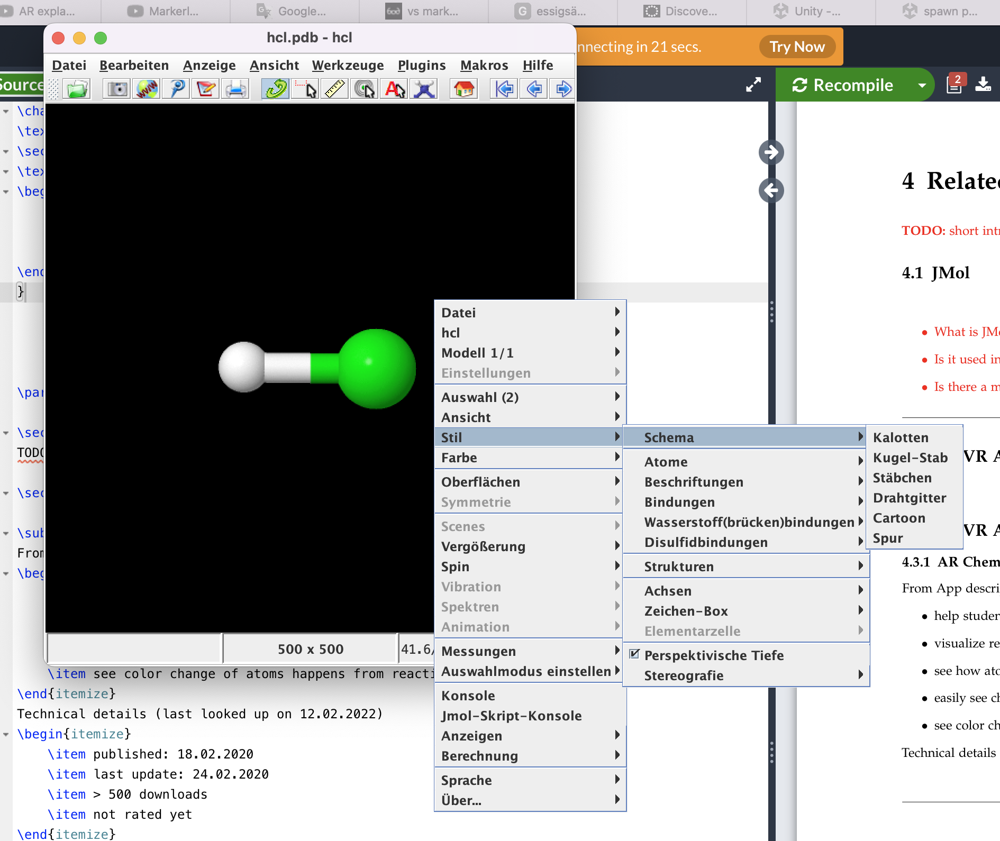 AR expla...
Markerl...
Google...
vs mark...
essigsä...
Discove...
Unity -...
spawn p...
hcl.pdb - hcl
nnecting in 21 secs.
Try Now
Datei Bearbeiten Anzeige Ansicht Werkzeuge Plugins Makros Hilfe
Source
Recompile
2
\cha
\tex
\sec
\tex
\beg
\end
}
\par
\sec
TODO
\sec
\sub
From
\beg
500 x 500
41.6/
\item see color change of atoms happens from reacti
\end{itemize}
Technical details (last looked up on 12.02.2022)
\begin{itemize}
\item published: 18.02.2020
\item last update: 24.02.2020
\item > 500 downloads
\item not rated yet
\end{itemize}
Datei
hcl
Modell 1/1
Einstellungen
Auswahl (2)
Ansicht
Stil
Farbe
Oberflächen
Symmetrie
Scenes
Vergößerung
Spin
Vibration
Spektren
Animation
Messungen
Auswahlmodus einstellen
Konsole
Jmol-Skript-Konsole
Anzeigen
Berechnung
Sprache
Über...
Schema
Atome
Beschriftungen
Bindungen
Wasserstoff(brücken)bindungen
Disulfidbindungen
Strukturen
Achsen
Zeichen-Box
Elementarzelle
Perspektivische Tiefe
Stereografie
Kalotten
Kugel-Stab
Stäbchen
Drahtgitter
Cartoon
Spur
4 Related
TODO: short intr
4.1 JMol
• What is JMo
• Is it used in
• Is there a m
VR A
VR A
4.3.1 AR Chem
From App descri
• help studen
• visualize re
• see how ato
• easily see ch
• see color ch
Technical details